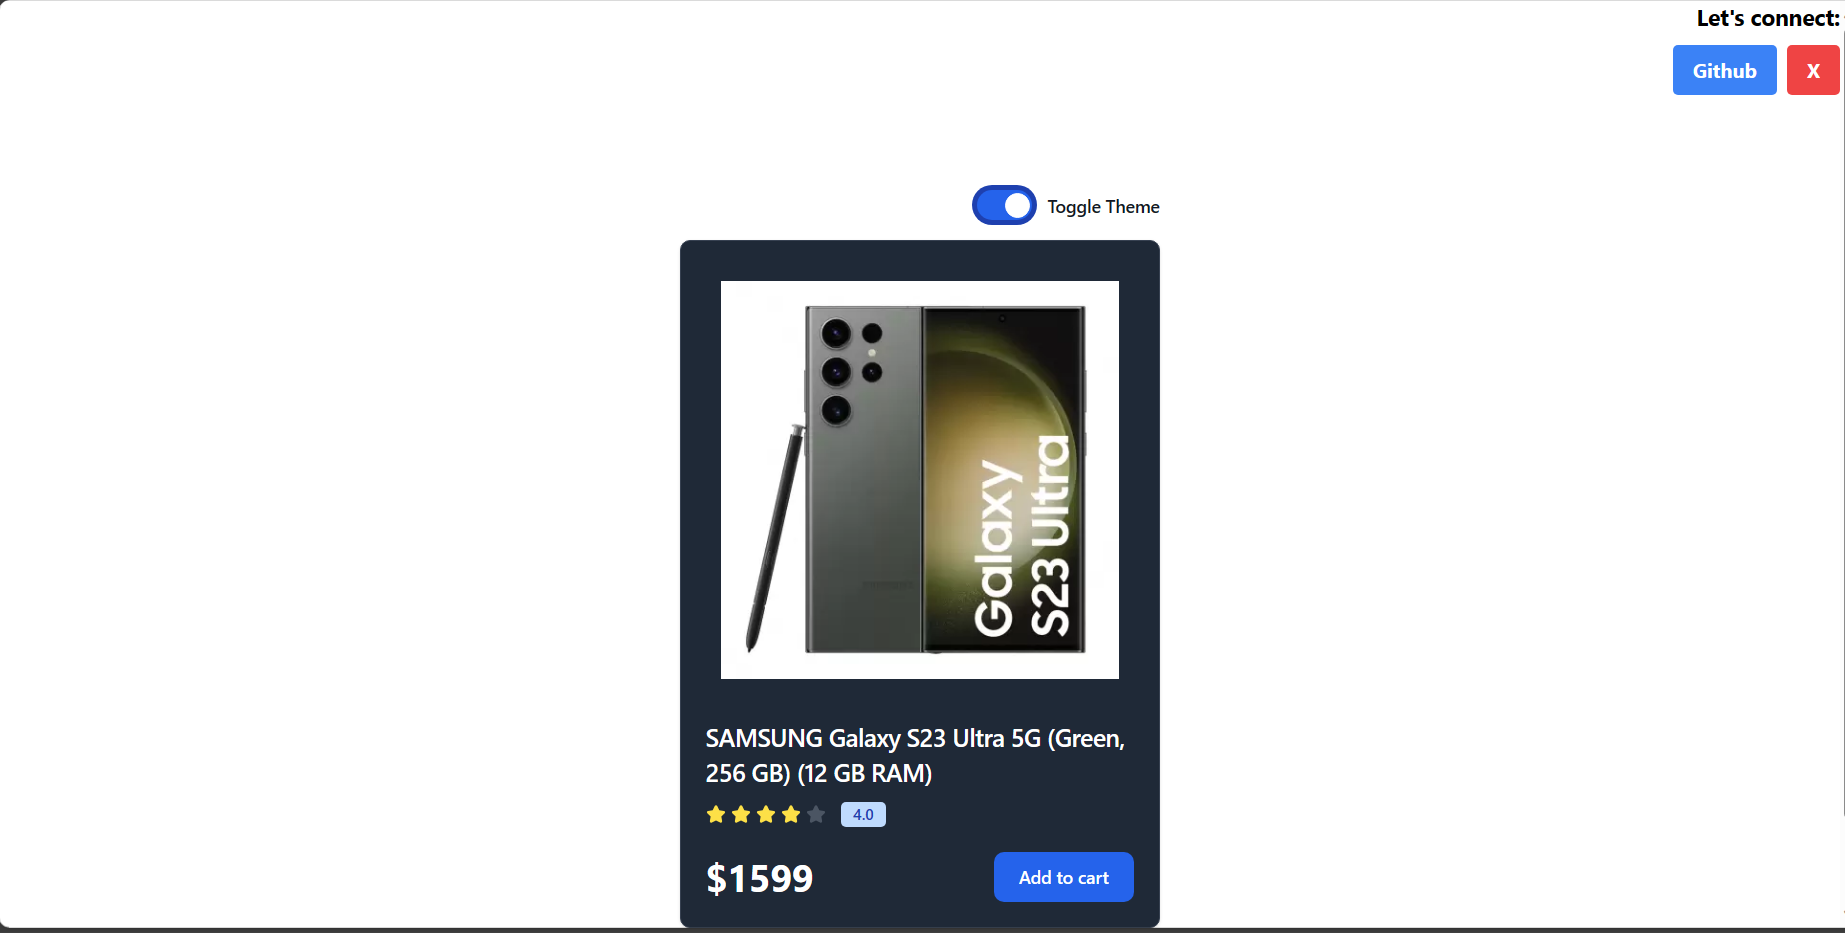 Let's connect:
Github
X
Toggle Theme
Galaxy
S23 Ultra
SAMSUNG Galaxy S23 Ultra 5G (Green,
256 GB) (12 GB RAM)
4.0
$1599
Add to cart